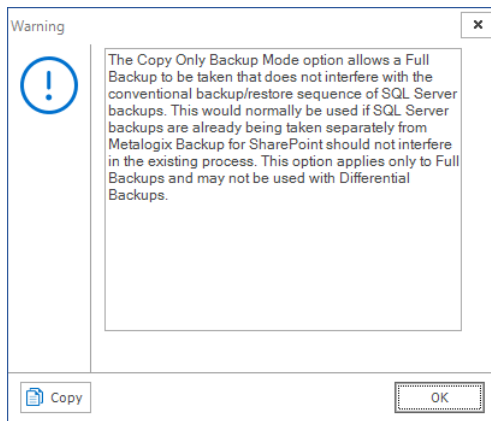 Warning
The Copy Only Backup Mode option allows a Full
Backup to be taken that does not interfere with the
conventional backup/restore sequence of SQL Server
backups. This would normally be used if SQL Server
backups are already being taken separately from
Metalogix Backup for SharePoint should not interfere
in the existing process. This option applies only to Full
Backups and may not be used with Differential
Backups.
Copy
OK